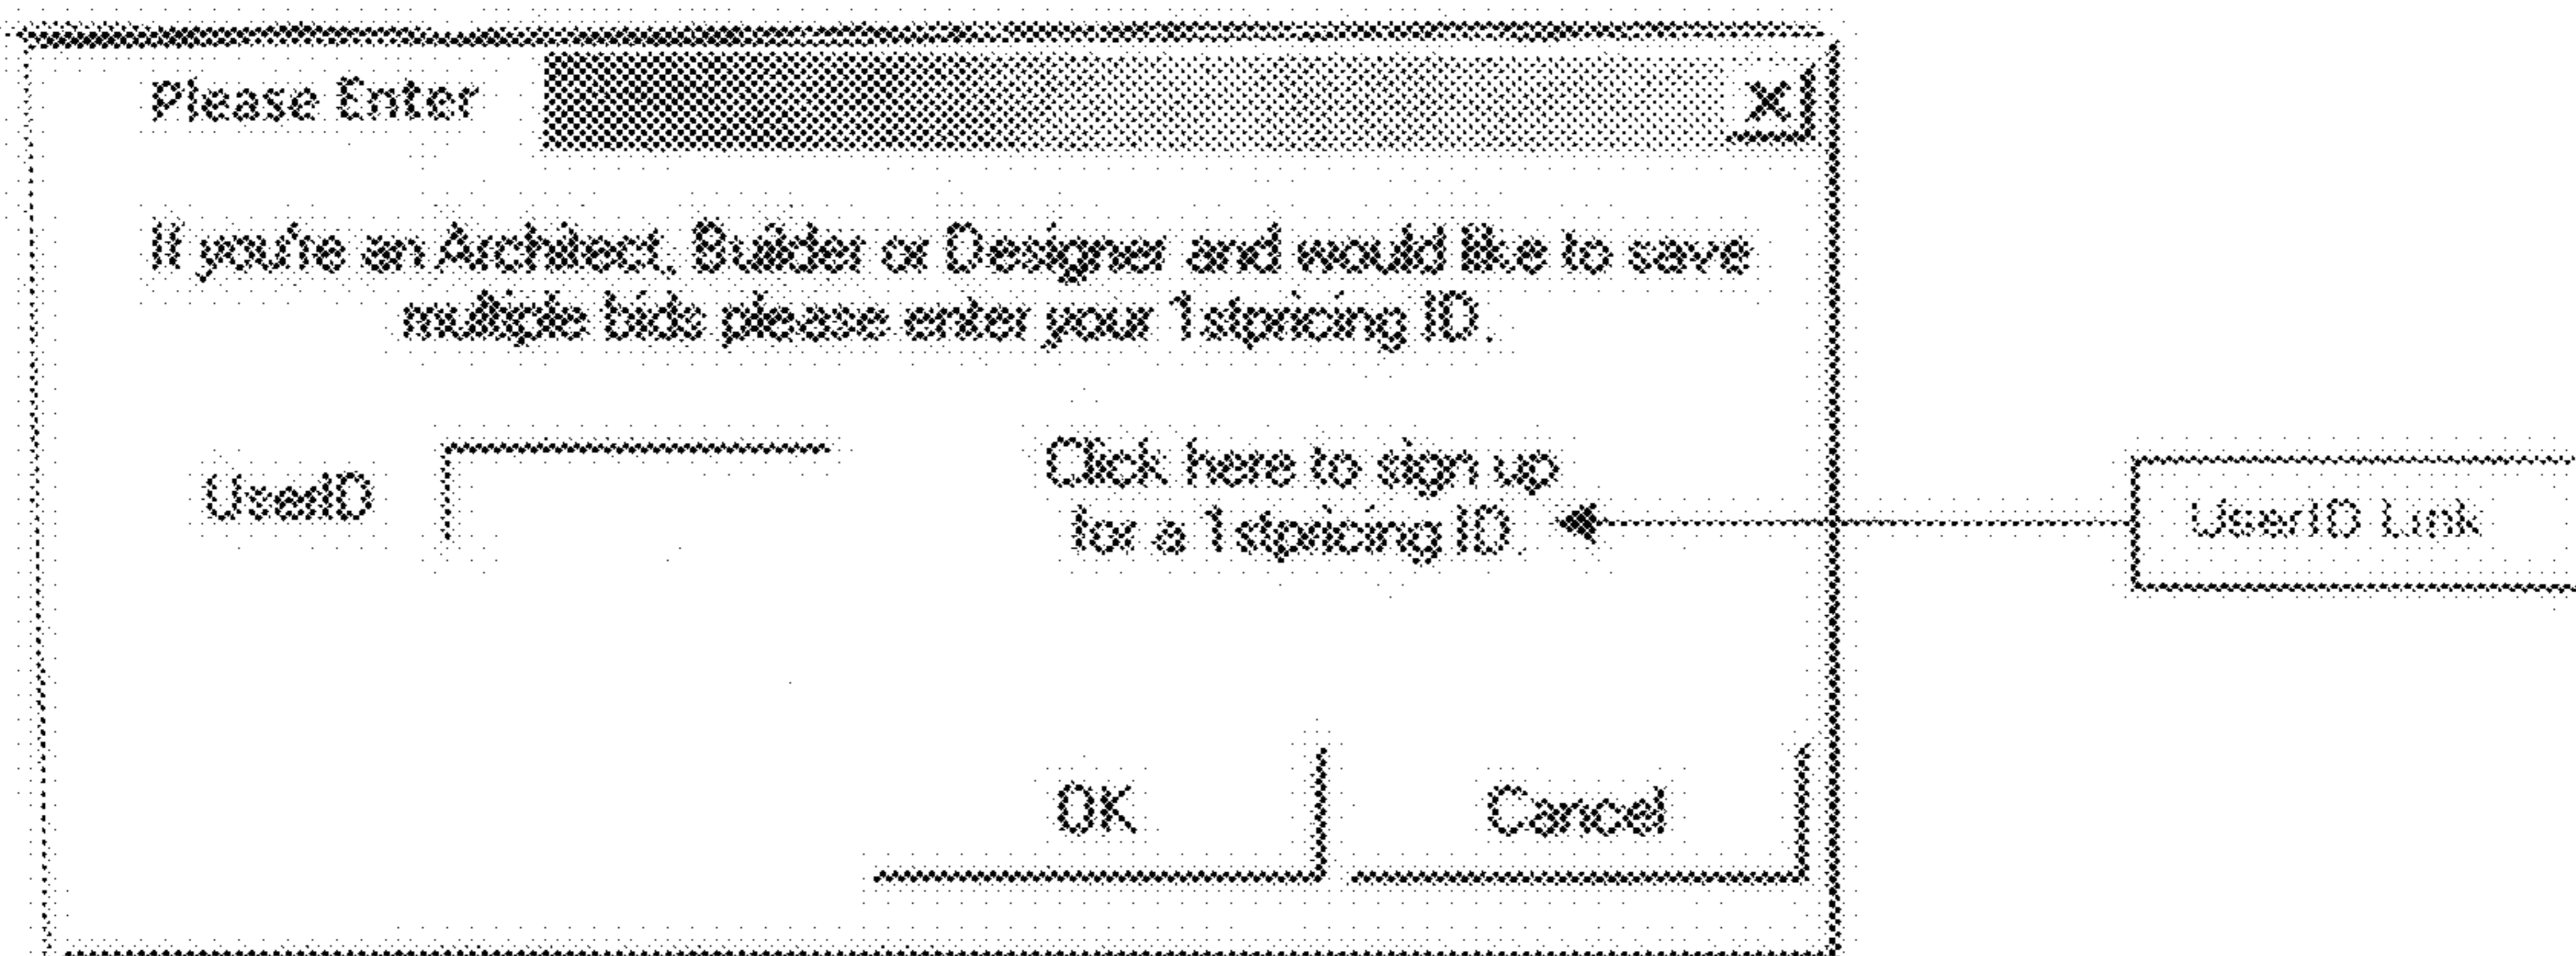 Please Enter
X
If you're an Architect, Builder or Designer and would like to save
multiple bids please enter your 1stpricing ID.
UserID
Click here to sign up
for a 1stpricing ID.
UserID Link
OK
Cancel